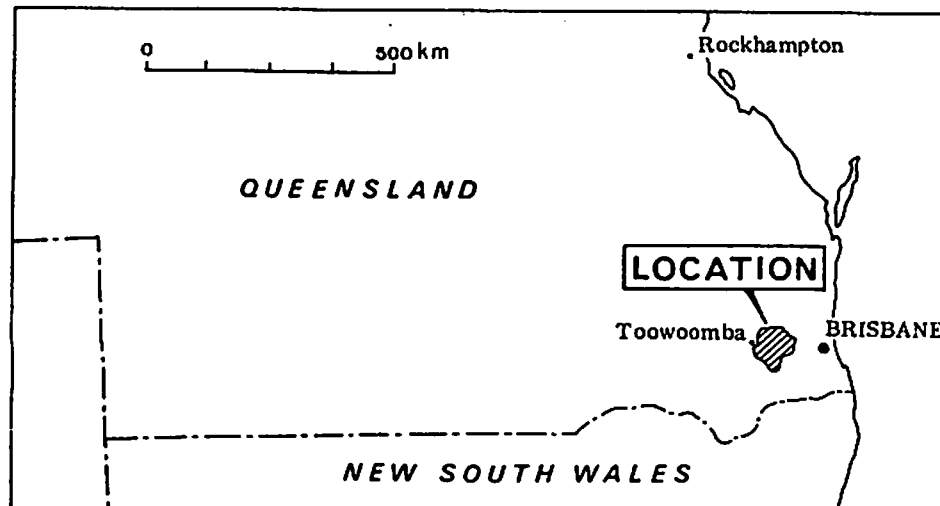 0 500 km
Rockhampton
QUEENSLAND
LOCATION
Toowoomba
BRISBANE
NEW SOUTH WALES